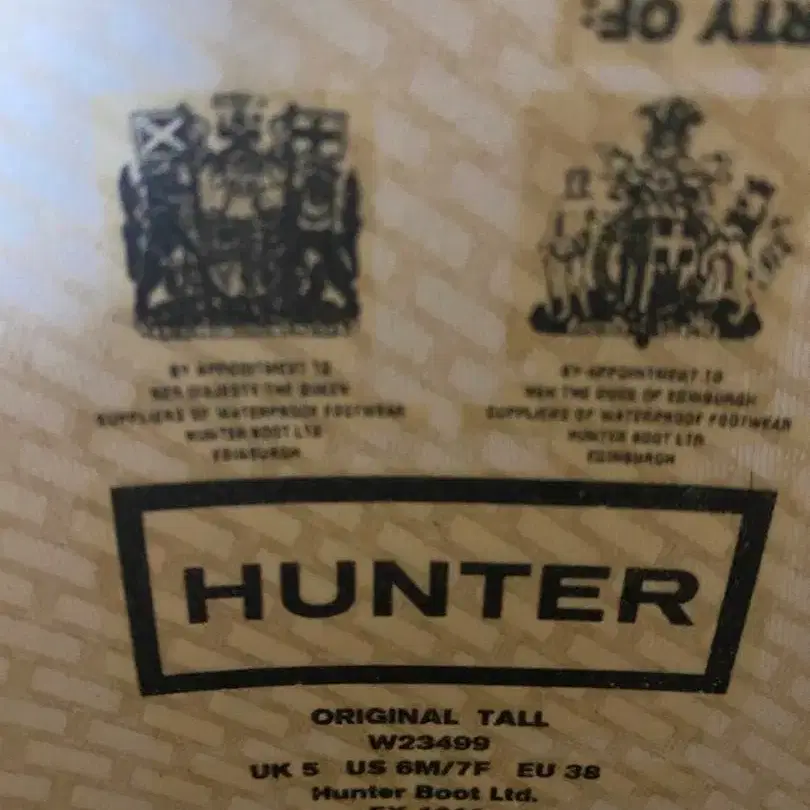 RTY OF:
BY APPOINTMENT TO
HER MAJESTY THE QUEEN
SUPPLIERS OF WATERPROOF FOOTWEAR
HUNTER BOOT LTD
EDINBURGH
BY APPOINTMENT TO
HRH THE DUKE OF EDINBURGH
SUPPLIERS OF WATERPROOF FOOTWEAR
HUNTER BOOT LTD
EDINBURGH
HUNTER
ORIGINAL TALL
W23499
UK 5 US 6M/7F EU 38
Hunter Boot Ltd.